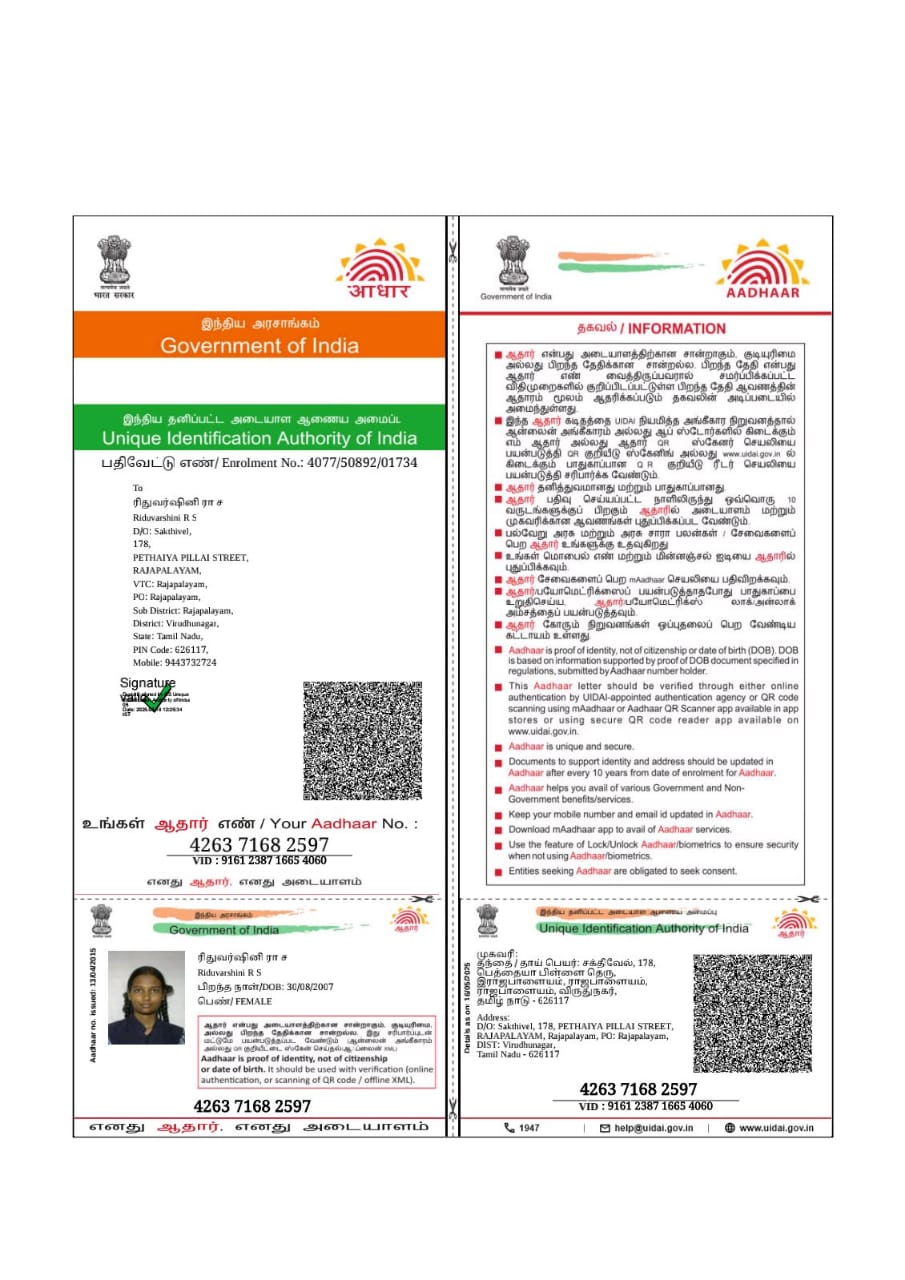 भारत सरकार
आधार
இந்திய அரசாங்கம்
Government of India
இந்திய தனிப்பட்ட அடையாள ஆணைய அமைப்பு
Unique Identification Authority of India
பதிவேட்டு எண்/ Enrolment No.: 4077/50892/01734
To
ரிதுவர்ஷினி ரா ச
Riduvarshini R S
D/O: Sakthivel,
178,
PETHAIYA PILLAI STREET,
RAJAPALAYAM,
VTC: Rajapalayam,
PO: Rajapalayam,
Sub District: Rajapalayam,
District: Virudhunagar,
State: Tamil Nadu,
PIN Code: 626117,
Mobile: 9443732724
Signature
உங்கள் ஆதார் எண் / Your Aadhaar No. :
4263 7168 2597
VID : 9161 2387 1665 4060
எனது ஆதார், எனது அடையாளம்
இந்திய அரசாங்கம்
Government of India
ஆதார்
Aadhaar no. issued: 13/04/2015
ரிதுவர்ஷினி ரா ச
Riduvarshini R S
பிறந்த நாள்/DOB: 30/08/2007
பெண்/ FEMALE
ஆதார் என்பது அடையாளத்திற்கான சான்றாகும், குடியுரிமை,
அல்லது பிறந்த தேதிக்கான சான்றல்ல. இது சரிபார்ப்புடன்
மட்டுமே பயன்படுத்தப்பட வேண்டும் (ஆன்லைன் அங்கீகாரம்
அல்லது QR குறியீட்டை ஸ்கேன் செய்தல்/ஆஃப்லைன் XML)
Aadhaar is proof of identity, not of citizenship
or date of birth. It should be used with verification (online
authentication, or scanning of QR code / offline XML).
4263 7168 2597
எனது ஆதார், எனது அடையாளம்
Government of India
AADHAAR
தகவல் / INFORMATION
ஆதார் என்பது அடையாளத்திற்கான சான்றாகும், குடியுரிமை
அல்லது பிறந்த தேதிக்கான சான்றல்ல. பிறந்த தேதி என்பது
ஆதார் எண் வைத்திருப்பவரால் சமர்ப்பிக்கப்பட்ட
விதிமுறைகளில் குறிப்பிடப்பட்டுள்ள பிறந்த தேதி ஆவணத்தின்
ஆதாரம் மூலம் ஆதரிக்கப்படும் தகவலின் அடிப்படையில்
அமைந்துள்ளது.
இந்த ஆதார் கடிதத்தை UIDAI நியமித்த அங்கீகார நிறுவனத்தால்
ஆன்லைன் அங்கீகாரம் அல்லது ஆப் ஸ்டோர்களில் கிடைக்கும்
எம் ஆதார் அல்லது ஆதார் QR ஸ்கேனர் செயலியை
பயன்படுத்தி QR குறியீடு ஸ்கேனிங் அல்லது www.uidai.gov.in ல்
கிடைக்கும் பாதுகாப்பான Q R குறியீடு ரீடர் செயலியை
பயன்படுத்தி சரிபார்க்க வேண்டும்.
ஆதார் தனித்துவமானது மற்றும் பாதுகாப்பானது.
ஆதார் பதிவு செய்யப்பட்ட நாளிலிருந்து ஒவ்வொரு 10
வருடங்களுக்குப் பிறகும் ஆதாரில் அடையாளம் மற்றும்
முகவரிக்கான ஆவணங்கள் புதுப்பிக்கப்பட வேண்டும்.
பல்வேறு அரசு மற்றும் அரசு சாரா பலன்கள் / சேவைகளைப்
பெற ஆதார் உங்களுக்கு உதவுகிறது
உங்கள் மொபைல் எண் மற்றும் மின்னஞ்சல் ஐடியை ஆதாரில்
புதுப்பிக்கவும்.
ஆதார் சேவைகளைப் பெற mAadhaar செயலியை பதிவிறக்கவும்.
ஆதார்/பயோமெட்ரிக்ஸைப் பயன்படுத்தாதபோது பாதுகாப்பை
உறுதிசெய்ய, ஆதார்/பயோமெட்ரிக்ஸ் லாக்/அன்லாக்
அம்சத்தைப் பயன்படுத்தவும்.
ஆதார் கோரும் நிறுவனங்கள் ஒப்புதலைப் பெற வேண்டிய
கட்டாயம் உள்ளது.
Aadhaar is proof of identity, not of citizenship or date of birth (DOB). DOB
is based on information supported by proof of DOB document specified in
regulations, submitted by Aadhaar number holder.
This Aadhaar letter should be verified through either online
authentication by UIDAI-appointed authentication agency or QR code
scanning using mAadhaar or Aadhaar QR Scanner app available in app
stores or using secure QR code reader app available on
www.uidai.gov.in.
Aadhaar is unique and secure.
Documents to support identity and address should be updated in
Aadhaar after every 10 years from date of enrolment for Aadhaar.
Aadhaar helps you avail of various Government and Non-
Government benefits/services.
Keep your mobile number and email id updated in Aadhaar.
Download mAadhaar app to avail of Aadhaar services.
Use the feature of Lock/Unlock Aadhaar/biometrics to ensure security
when not using Aadhaar/biometrics.
Entities seeking Aadhaar are obligated to seek consent.
இந்திய தனிப்பட்ட அடையாள ஆணைய அமைப்பு
Unique Identification Authority of India
ஆதார்
Details as on: 16/05/2025
முகவரி:
தந்தை / தாய் பெயர்: சக்திவேல், 178,
பெத்தையா பிள்ளை தெரு,
இராஜபாளையம், ராஜபாளையம்,
ராஜபாளையம், விருதுநகர்,
தமிழ் நாடு - 626117
Address:
D/O: Sakthivel, 178, PETHAIYA PILLAI STREET,
RAJAPALAYAM, Rajapalayam, PO: Rajapalayam,
DIST: Virudhunagar,
Tamil Nadu - 626117
4263 7168 2597
VID : 9161 2387 1665 4060
1947 | help@uidai.gov.in | www.uidai.gov.in